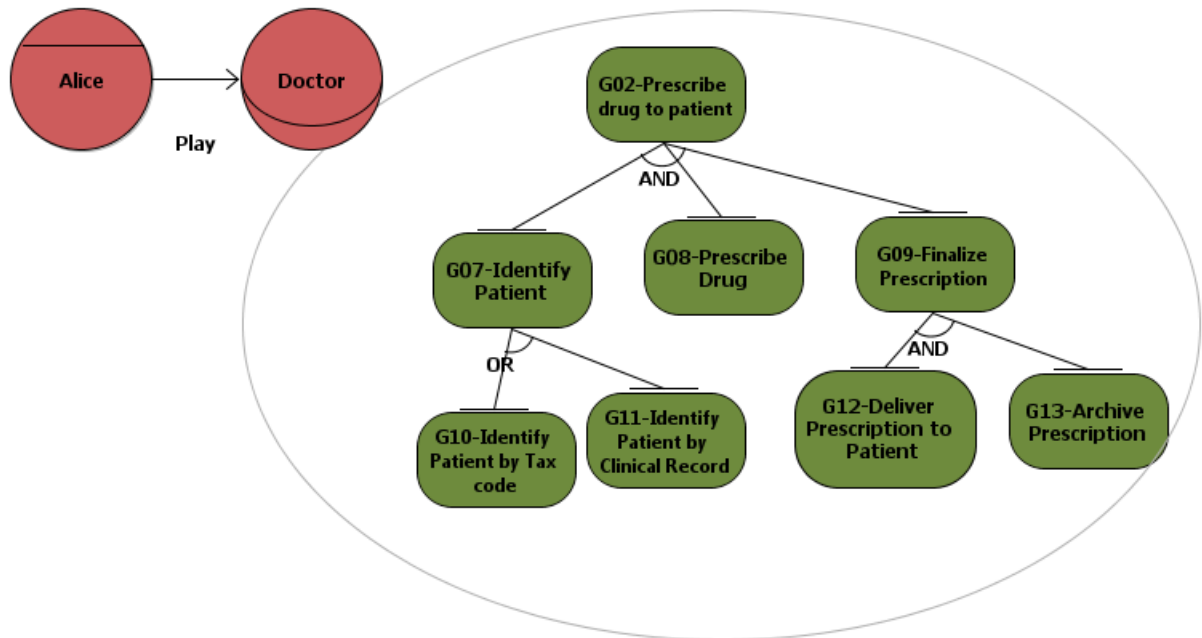 Alice
Play
Doctor
G02-Prescribe
drug to patient
AND
G07-Identify
Patient
G08-Prescribe
Drug
G09-Finalize
Prescription
OR
AND
G10-Identify
Patient by Tax
code
G11-Identify
Patient by
Clinical Record
G12-Deliver
Prescription to
Patient
G13-Archive
Prescription